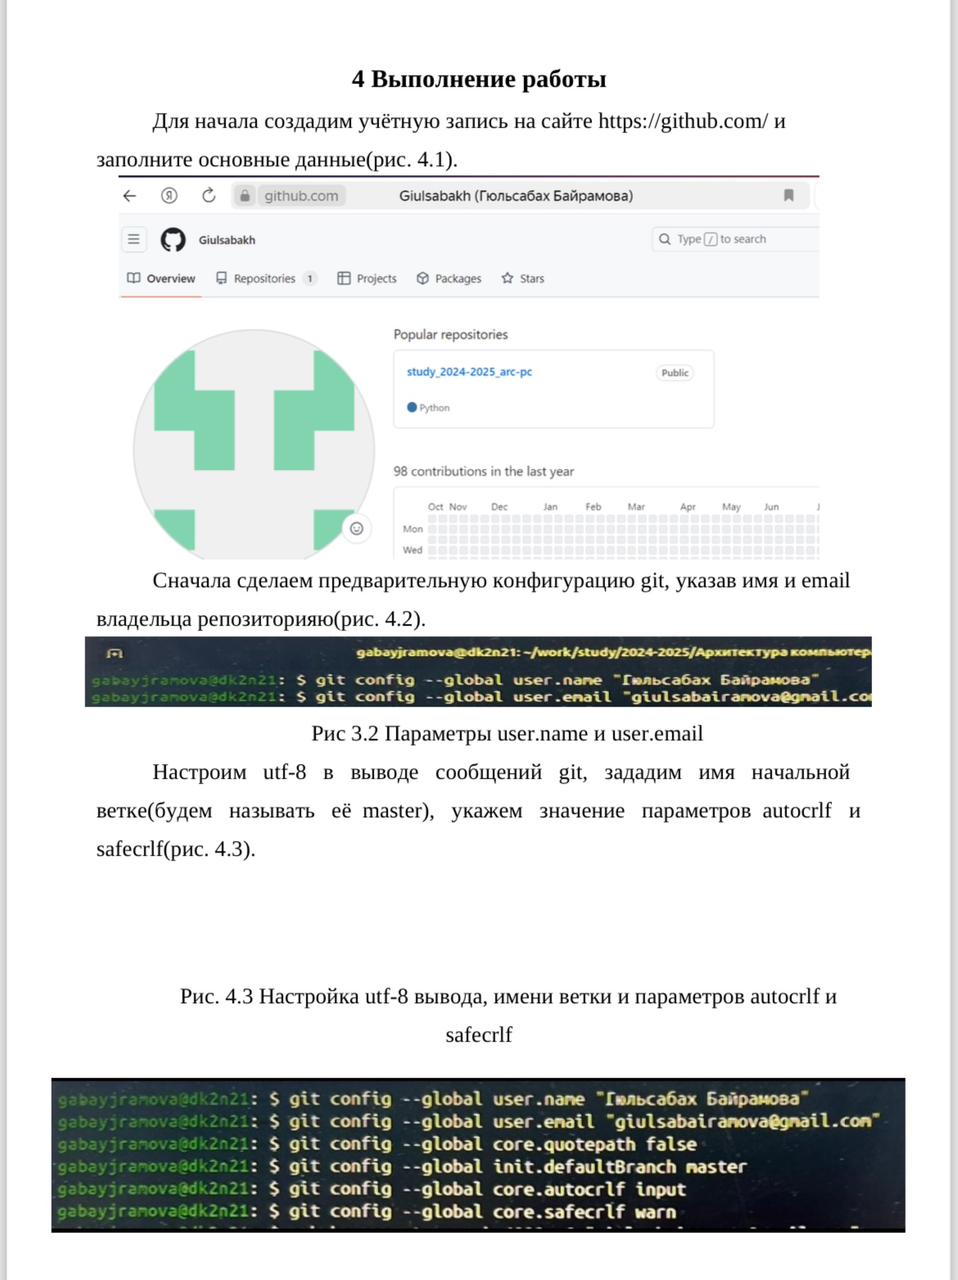 4 Выполнение работы
Для начала создадим учётную запись на сайте https://github.com/ и
заполните основные данные(рис. 4.1).
github.com
Giulsabakh (Гюльсабах Байрамова)
Giulsabakh
Type / to search
Overview
Repositories 1
Projects
Packages
Stars
Popular repositories
study_2024-2025_arc-pc
Public
Python
98 contributions in the last year
Oct Nov Dec Jan Feb Mar Apr May Jun
Mon
Wed
Сначала сделаем предварительную конфигурацию git, указав имя и email
владельца репозиторияю(рис. 4.2).
gabayjramova@dk2n21: ~/work/study/2024-2025/Архитектура компьютер
gabayjramova@dk2n21: $ git config --global user.name "Гюльсабах Байрамова"
gabayjramova@dk2n21: $ git config --global user.email "giulsabairamova@gmail.co
Рис 3.2 Параметры user.name и user.email
Настроим utf-8 в выводе сообщений git, зададим имя начальной
ветке(будем называть её master), укажем значение параметров autocrlf и
safecrlf(рис. 4.3).
Рис. 4.3 Настройка utf-8 вывода, имени ветки и параметров autocrlf и
safecrlf
gabayjramova@dk2n21: $ git config --global user.name "Гюльсабах Байрамова"
gabayjramova@dk2n21: $ git config --global user.email "giulsabairamova@gmail.com"
gabayjramova@dk2n21: $ git config --global core.quotepath false
gabayjramova@dk2n21: $ git config --global init.defaultBranch master
gabayjramova@dk2n21: $ git config --global core.autocrlf input
gabayjramova@dk2n21: $ git config --global core.safecrlf warn